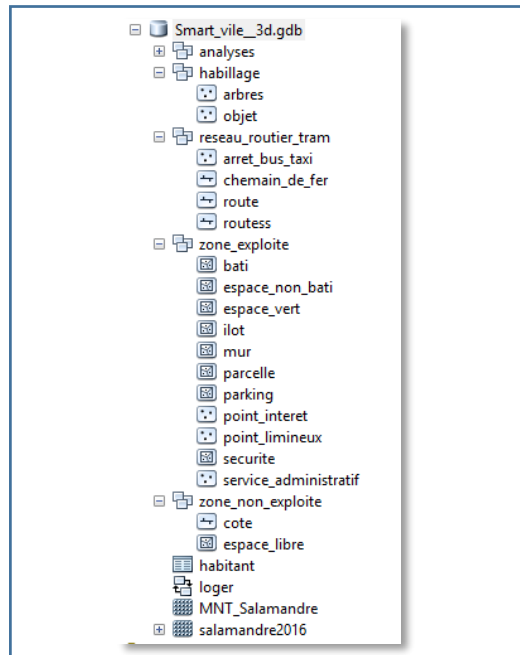 Smart_vile__3d.gdb
analyses
habillage
arbres
objet
reseau_routier_tram
arret_bus_taxi
chemain_de_fer
route
routess
zone_exploite
bati
espace_non_bati
espace_vert
ilot
mur
parcelle
parking
point_interet
point_limineux
securite
service_administratif
zone_non_exploite
cote
espace_libre
habitant
loger
MNT_Salamandre
salamandre2016